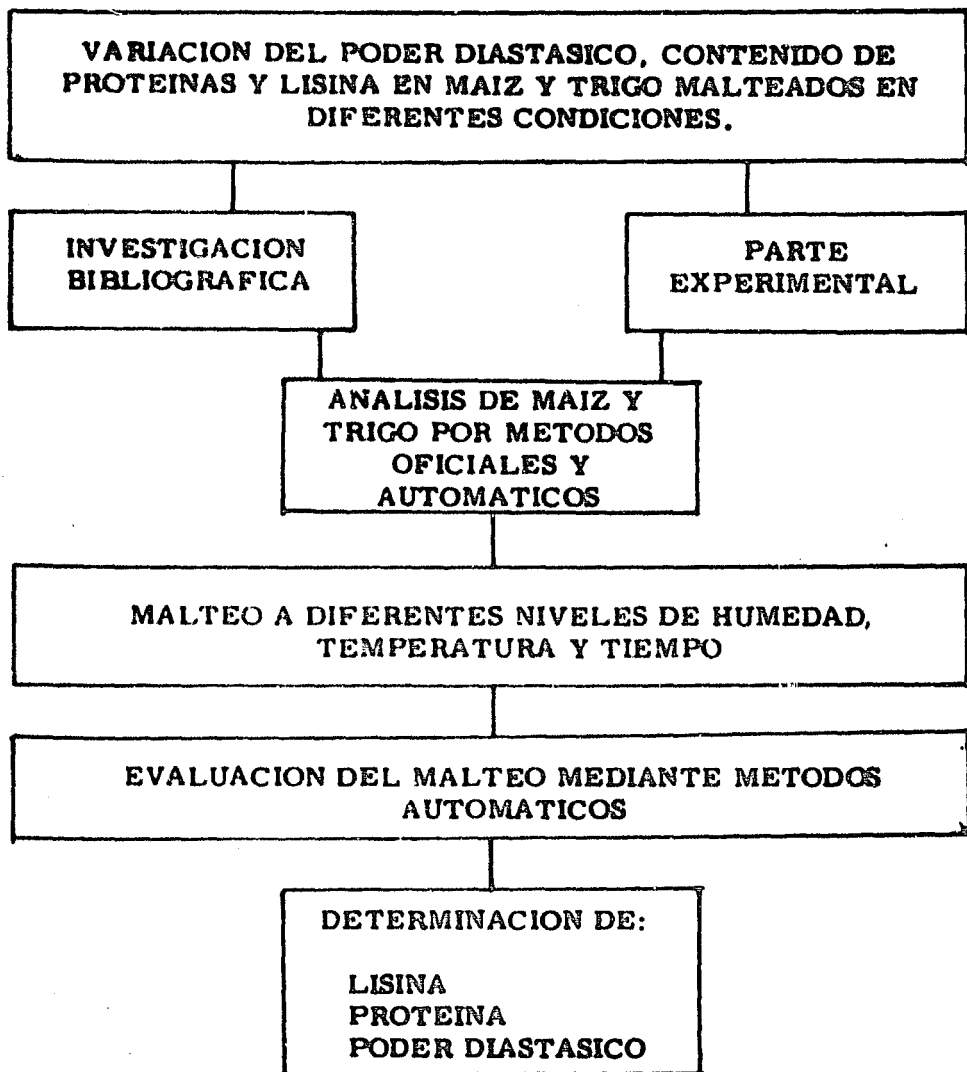 VARIACION DEL PODER DIASTASICO, CONTENIDO DE
PROTEINAS Y LISINA EN MAIZ Y TRIGO MALTEADOS EN
DIFERENTES CONDICIONES.
INVESTIGACION
BIBLIOGRAFICA
PARTE
EXPERIMENTAL
ANALISIS DE MAIZ Y
TRIGO POR METODOS
OFICIALES Y
AUTOMATICOS
MALTEO A DIFERENTES NIVELES DE HUMEDAD,
TEMPERATURA Y TIEMPO
EVALUACION DEL MALTEO MEDIANTE METODOS
AUTOMATICOS
DETERMINACION DE:
LISINA
PROTEINA
PODER DIASTASICO